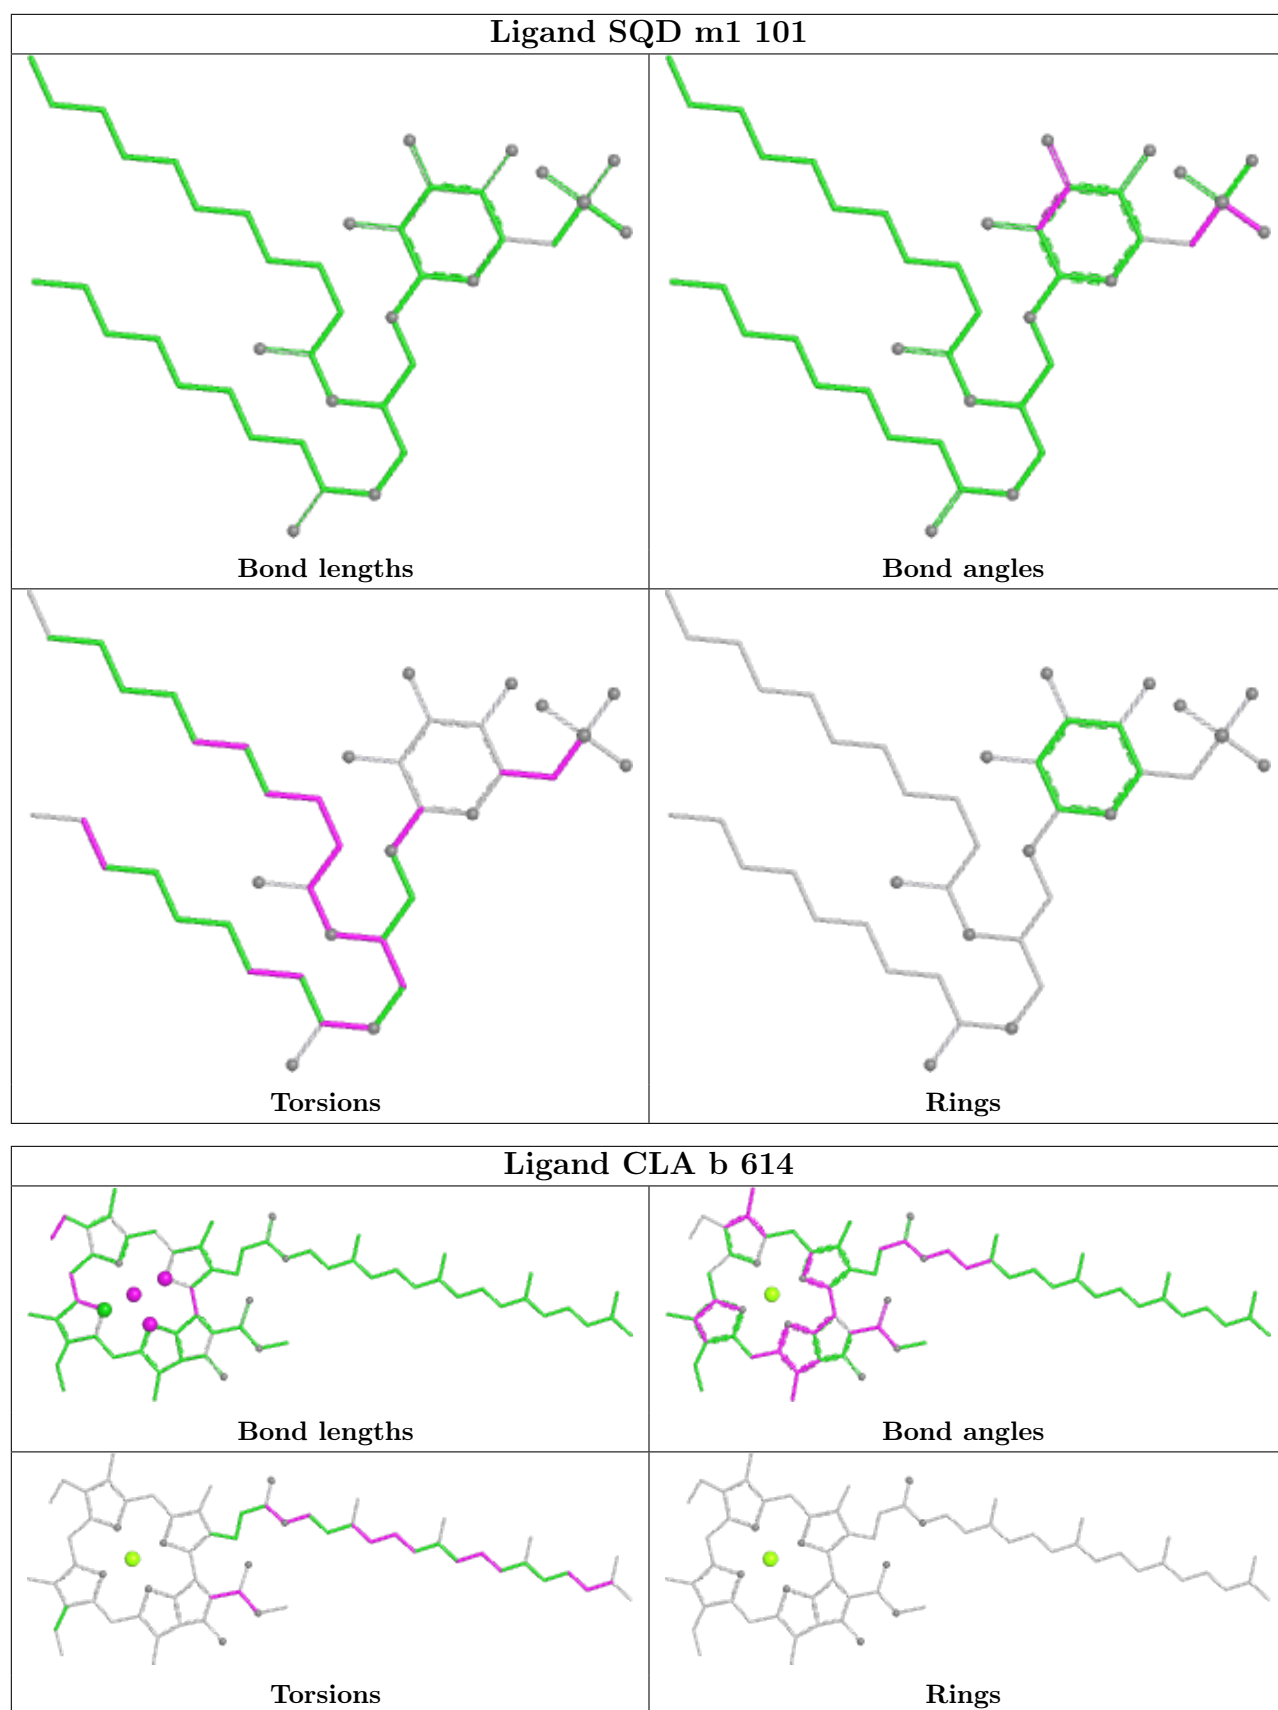 Ligand SQD m1 101
Bond lengths
Bond angles
Torsions
Rings
Ligand CLA b 614
Bond lengths
Bond angles
Torsions
Rings